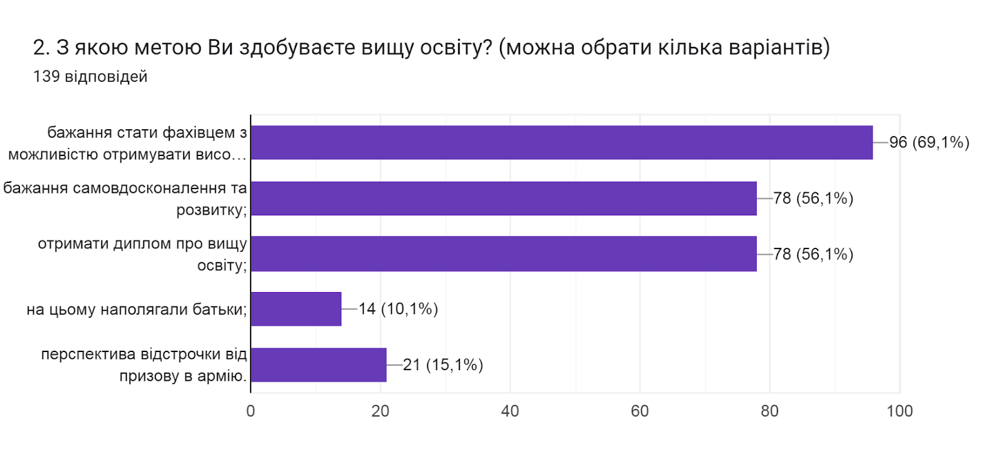 2. З якою метою Ви здобуваєте вищу освіту? (можна обрати кілька варіантів)
139 відповідей
бажання стати фахівцем з
можливістю отримувати висо…
96 (69,1%)
бажання самовдосконалення та
розвитку;
78 (56,1%)
отримати диплом про вищу
освіту;
78 (56,1%)
на цьому наполягали батьки;
14 (10,1%)
перспектива відстрочки від
призову в армію.
21 (15,1%)
0 20 40 60 80 100